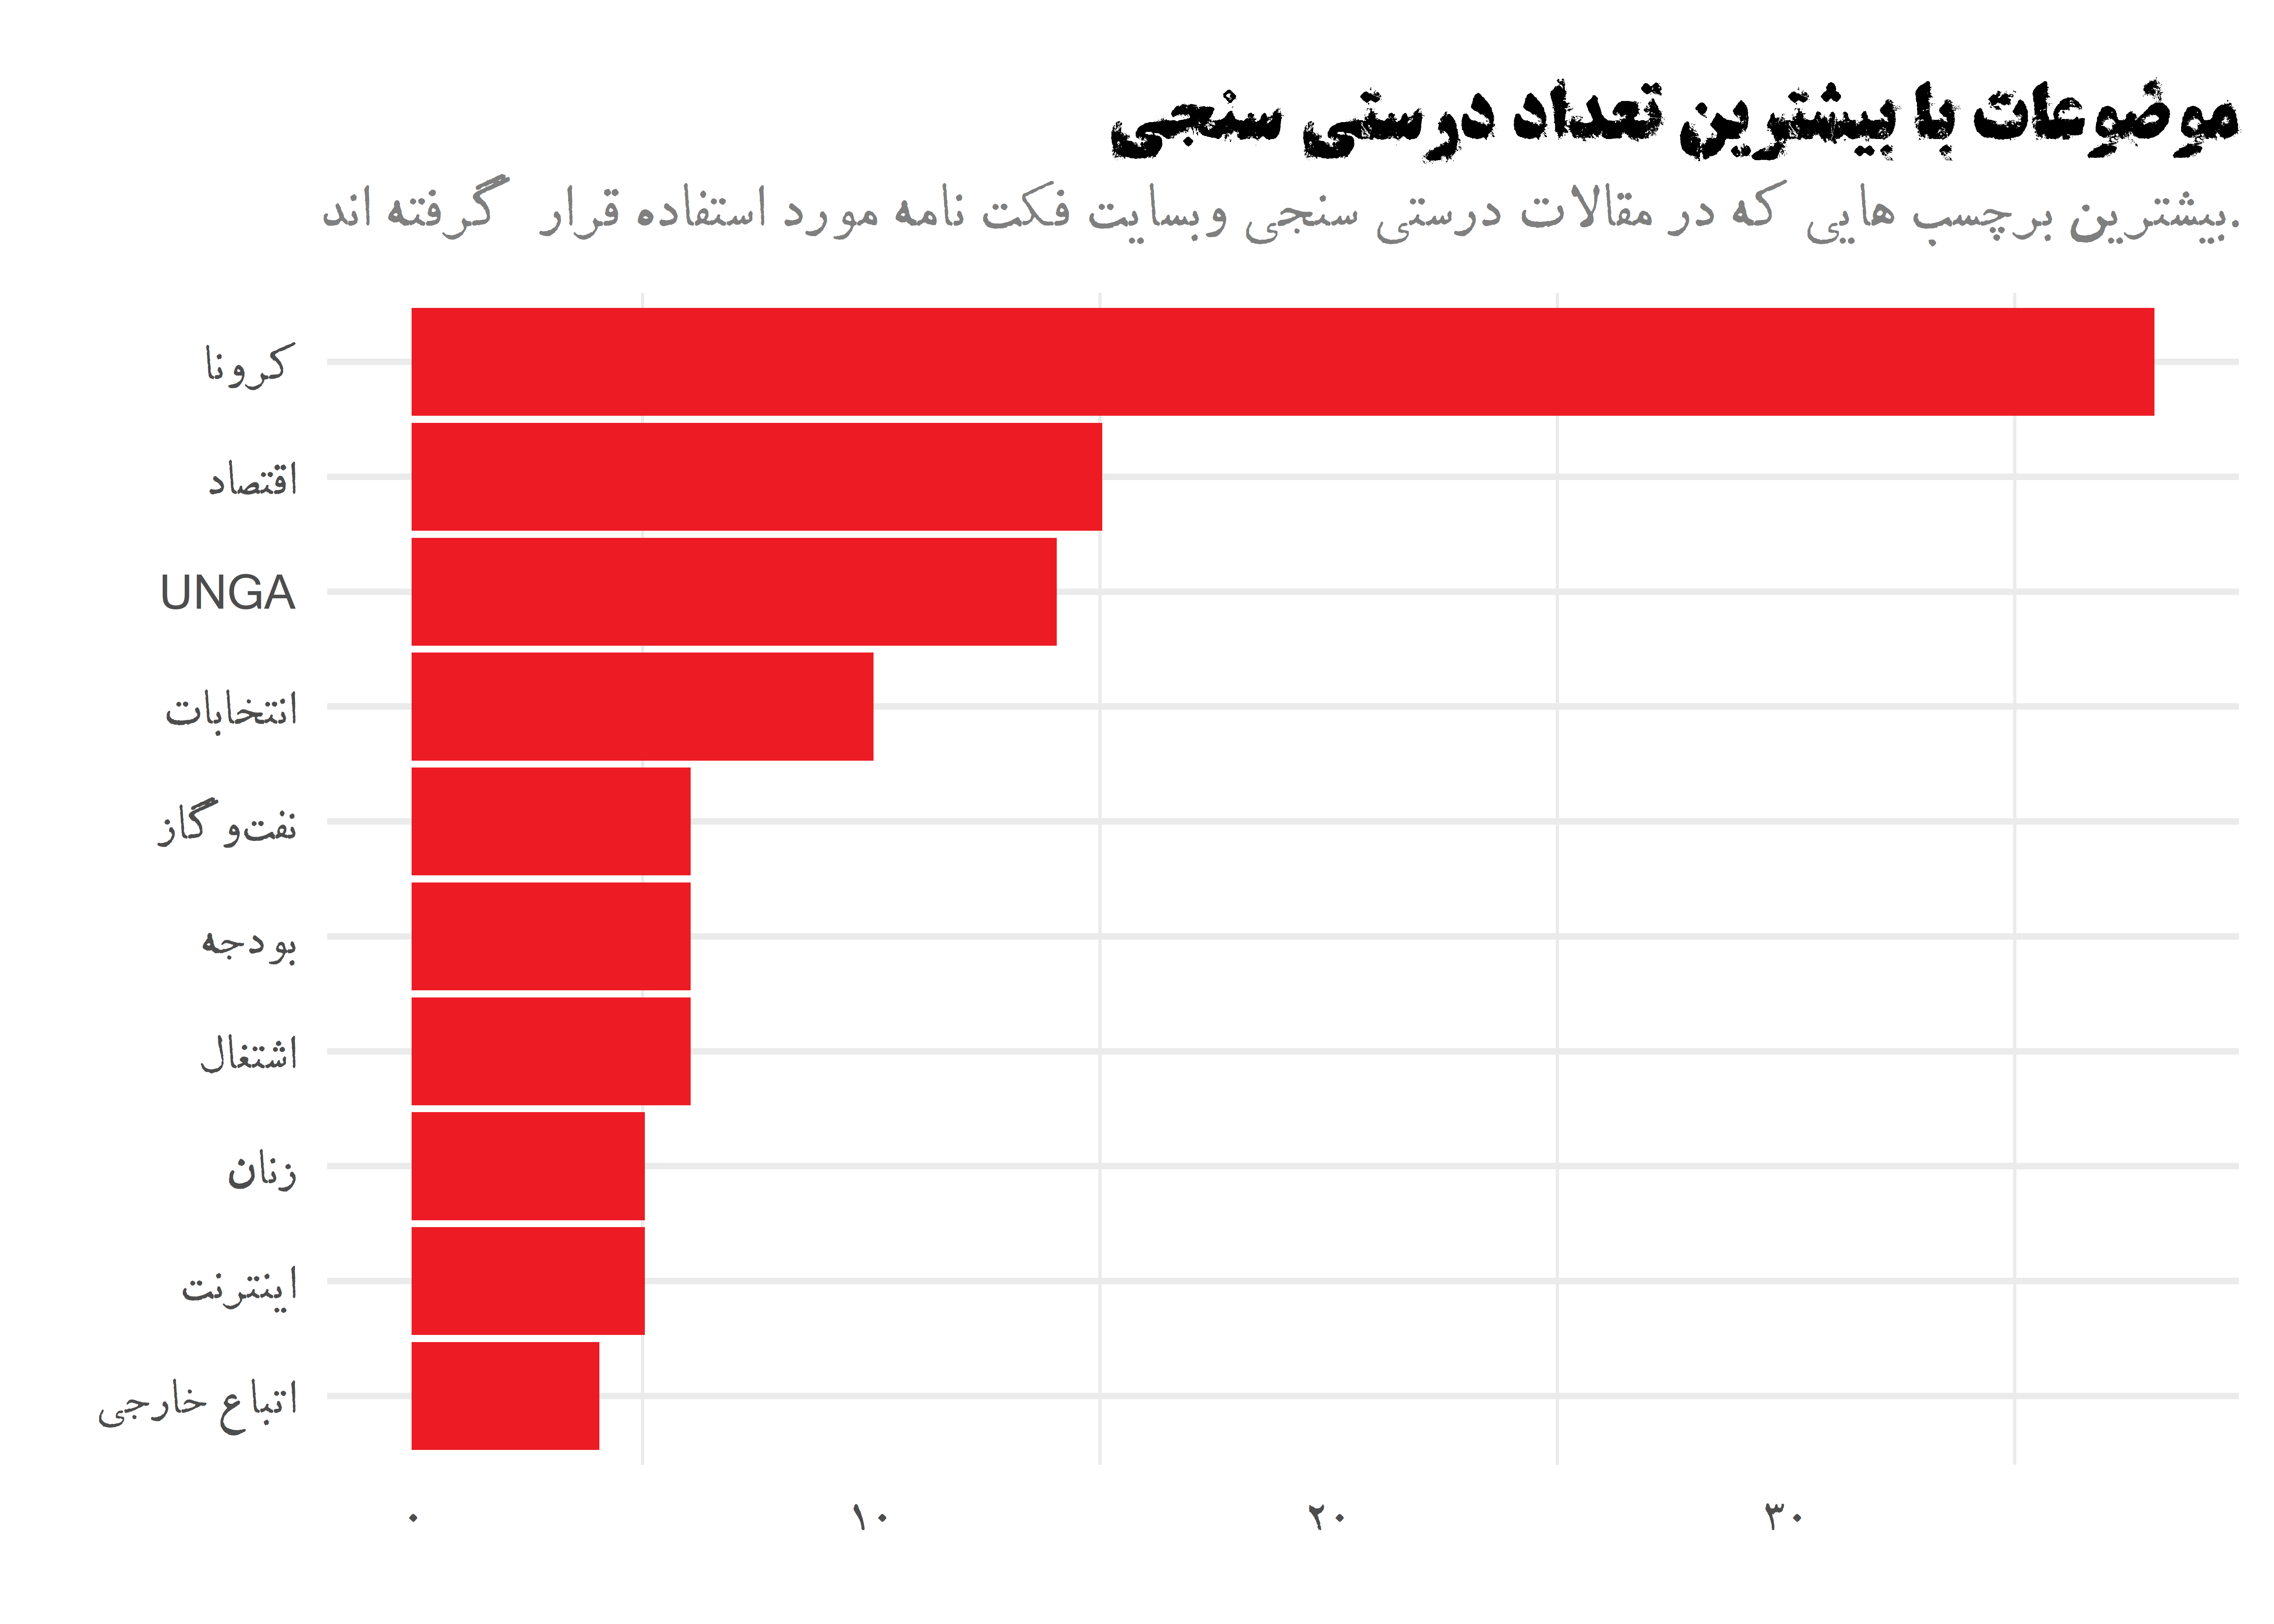 موضوعات با بیشترین تعداد درستی سنجی
بیشترین برچسب هایی که در مقالات درستی سنجی وبسایت فکت نامه مورد استفاده قرار گرفته اند.
کرونا
اقتصاد
UNGA
انتخابات
نفت‌و گاز
بودجه
اشتغال
زنان
اینترنت
اتباع خارجی
۰ ۱۰ ۲۰ ۳۰